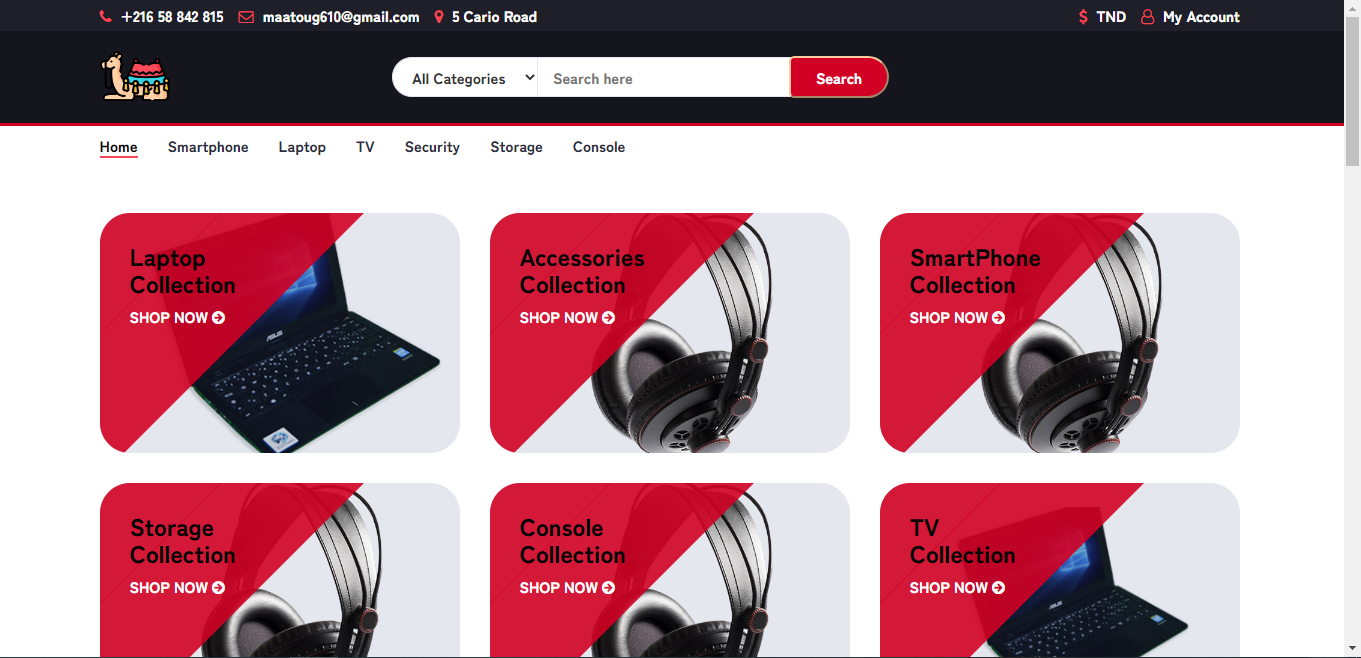 +216 58 842 815 maatoug610@gmail.com 5 Cario Road $ TND My Account
All Categories Search here Search
Home Smartphone Laptop TV Security Storage Console
Laptop
Collection
SHOP NOW
Accessories
Collection
SHOP NOW
SmartPhone
Collection
SHOP NOW
Storage
Collection
SHOP NOW
Console
Collection
SHOP NOW
TV
Collection
SHOP NOW